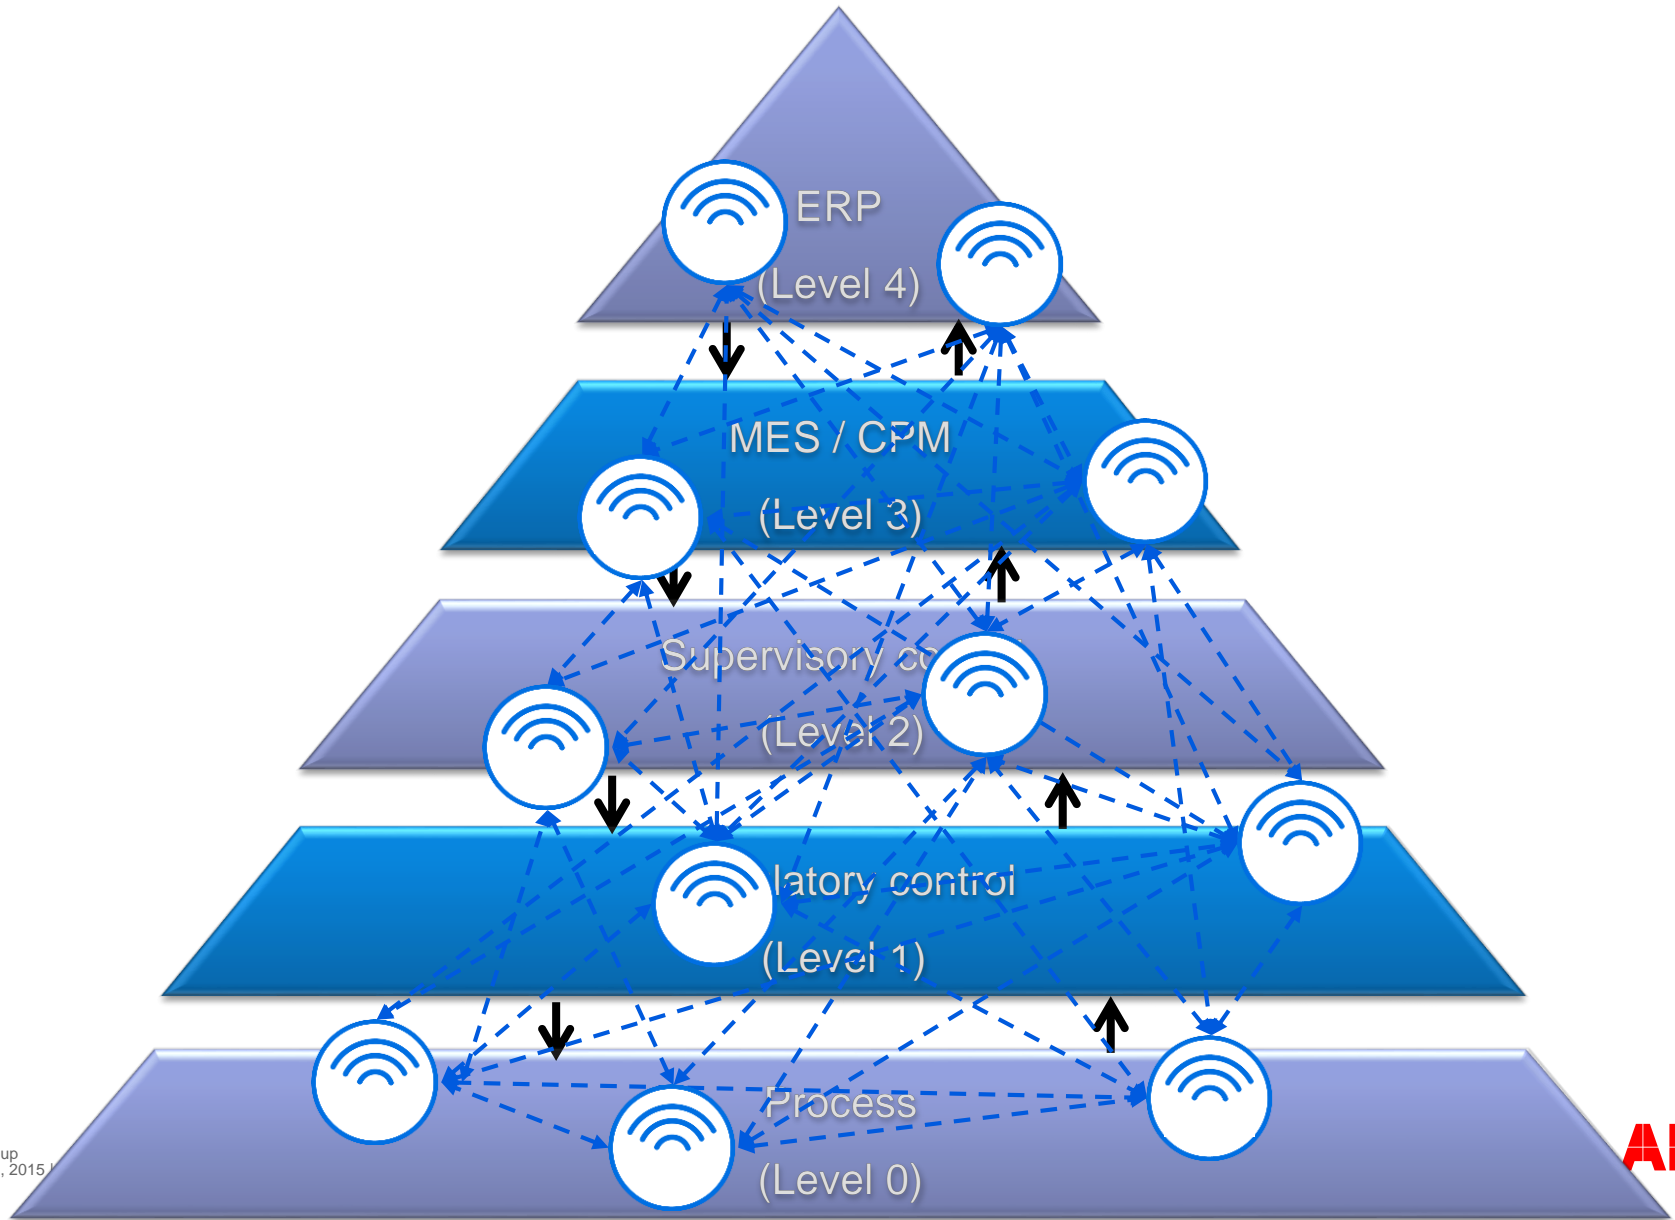 ERP
(Level 4)
MES / CPM
(Level 3)
Supervisory co
(Level 2)
latory control
(Level 1)
Process
(Level 0)
up
, 2015 |